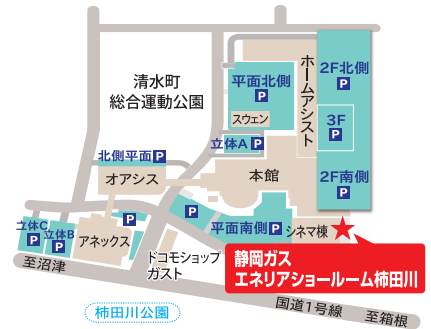 清水町
総合運動公園
平面北側
P
スウェン
ホームアシスト
2F北側
P
3F
P
2F南側
P
立体A P
北側平面 P
オアシス
本館
立体C
P
立体B
P
アネックス
P
P
平面南側 P
シネマ棟
ドコモショップ
ガスト
静岡ガス
エネリアショールーム柿田川
至沼津
柿田川公園
国道1号線 至箱根